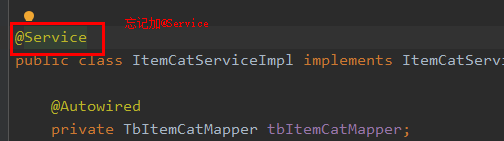 忘记加@Service
@Service
public class ItemCatServiceImpl implements ItemCatServi
@Autowired
private TbItemCatMapper tbItemCatMapper;